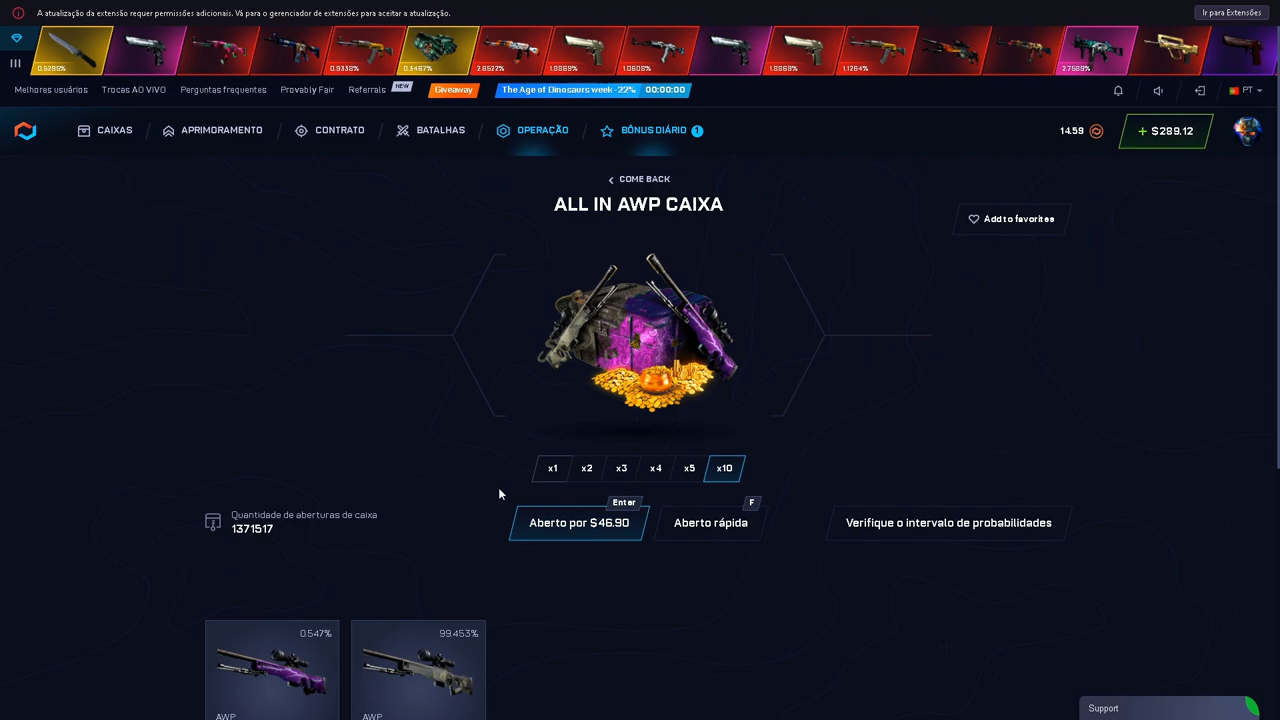 A atualização da extensão requer permissões adicionais. Vá para o gerenciador de extensões para aceitar a atualização.
Ir para Extensões
0.5295%
0.9338%
0.3467%
2.6522%
1.8869%
1.0608%
1.8869%
1.1264%
2.7569%
Melhores usuários
Trocas AO VIVO
Perguntas frequentes
Provably Fair
Referrals
NEW
Giveaway
The Age of Dinosaurs week -22%
00:00:00
PT
CAIXAS
APRIMORAMENTO
CONTRATO
BATALHAS
OPERAÇÃO
BÔNUS DIÁRIO
1
14.59
+ $289.12
COME BACK
ALL IN AWP CAIXA
Add to favorites
x1
x2
x3
x4
x5
x10
Quantidade de aberturas de caixa
1371517
Enter
Aberto por $46.90
F
Aberto rápida
Verifique o intervalo de probabilidades
0.547%
AWP
99.453%
AWP
Support